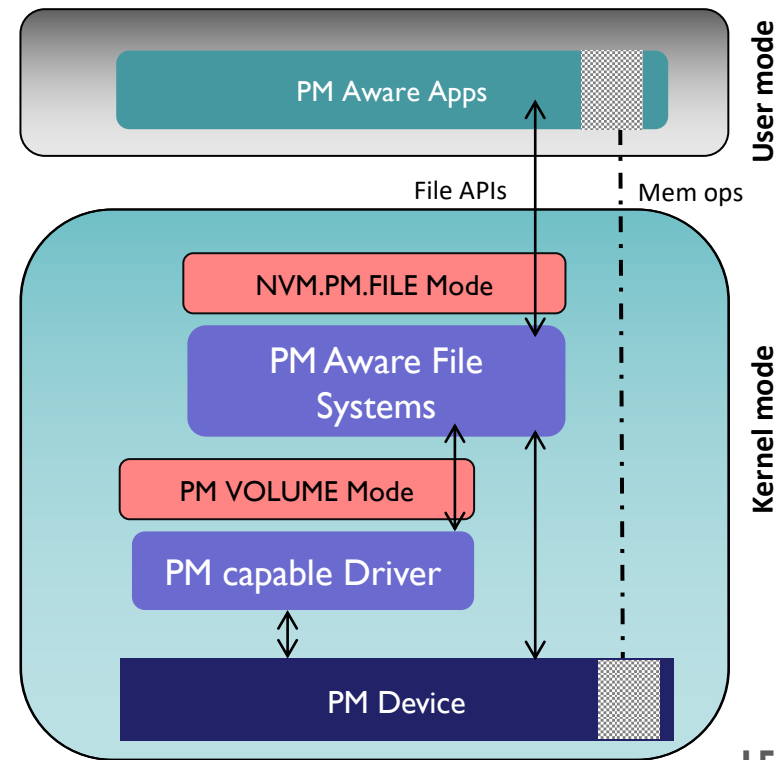 PM Aware Apps
User mode
File APIs
Mem ops
NVM.PM.FILE Mode
PM Aware File
Systems
Kernel mode
PM VOLUME Mode
PM capable Driver
PM Device